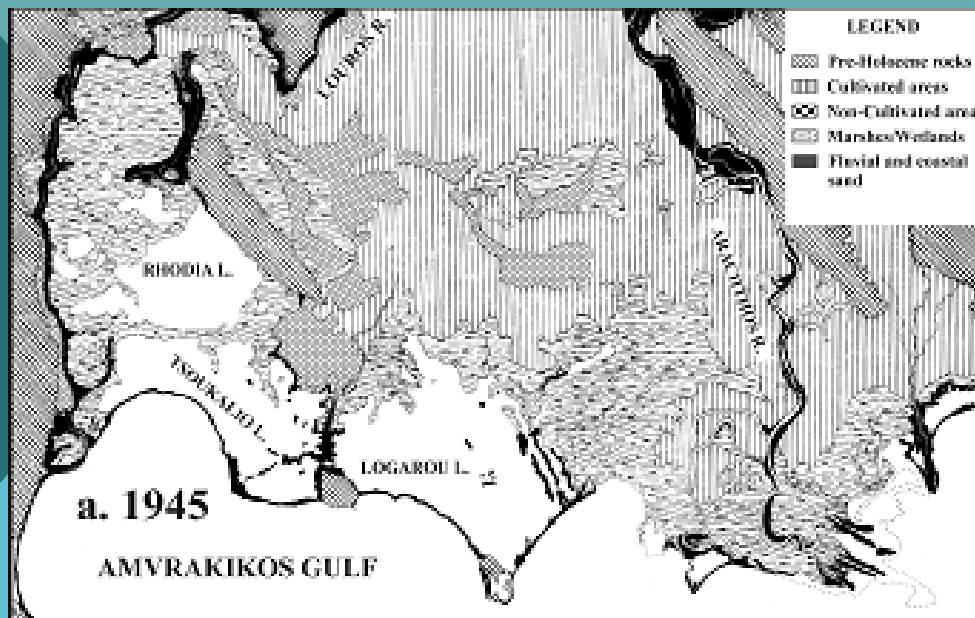 LEGEND
Pre-Holocene rocks
Cultivated areas
Non-Cultivated area
Marshes/Wetlands
Fluvial and coastal
sand
LOUROS R.
ARACHTHOS R.
RHODIA L.
TSOUKALIO L.
LOGAROU L.
a. 1945
AMVRAKIKOS GULF